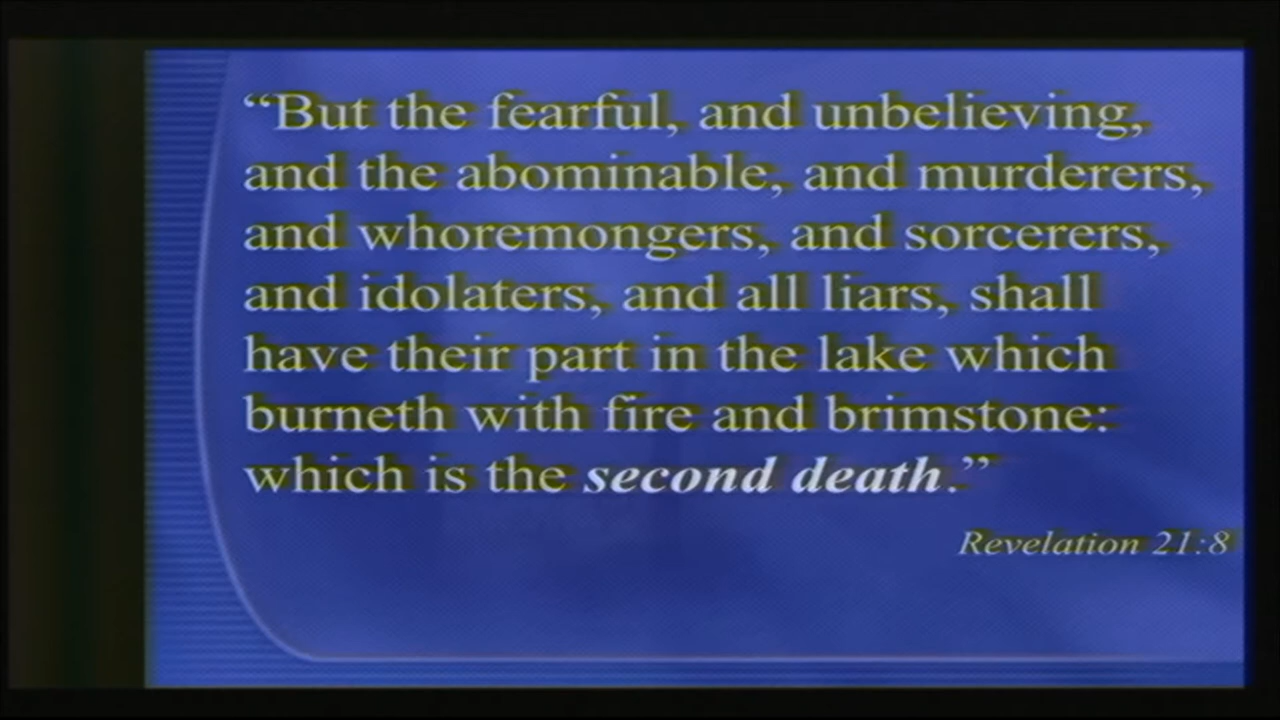 “But the fearful, and unbelieving,
and the abominable, and murderers,
and whoremongers, and sorcerers,
and idolaters, and all liars, shall
have their part in the lake which
burneth with fire and brimstone:
which is the second death.”
Revelation 21:8